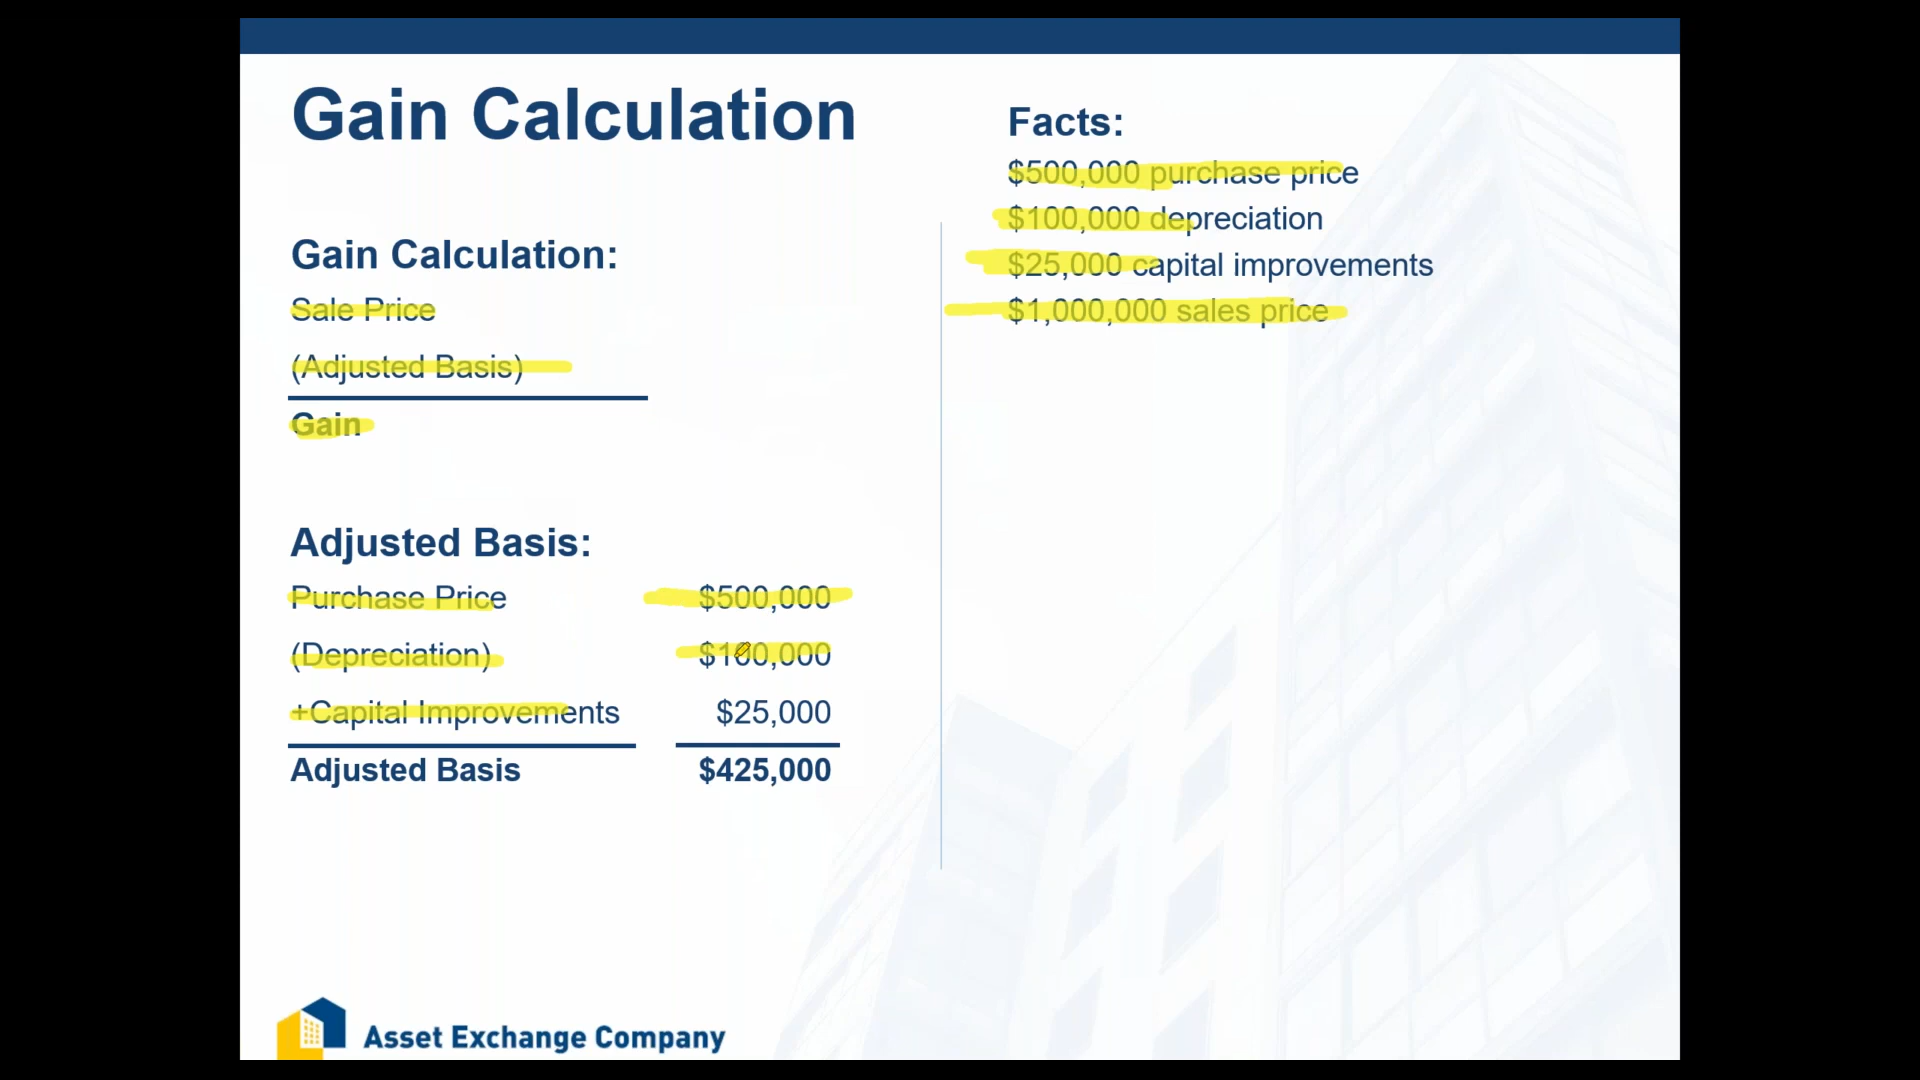 Gain Calculation
Gain Calculation:
Sale Price
(Adjusted Basis)
Gain
Adjusted Basis:
Purchase Price $500,000
(Depreciation) $100,000
+Capital Improvements $25,000
Adjusted Basis $425,000
Facts:
$500,000 purchase price
$100,000 depreciation
$25,000 capital improvements
$1,000,000 sales price
Asset Exchange Company